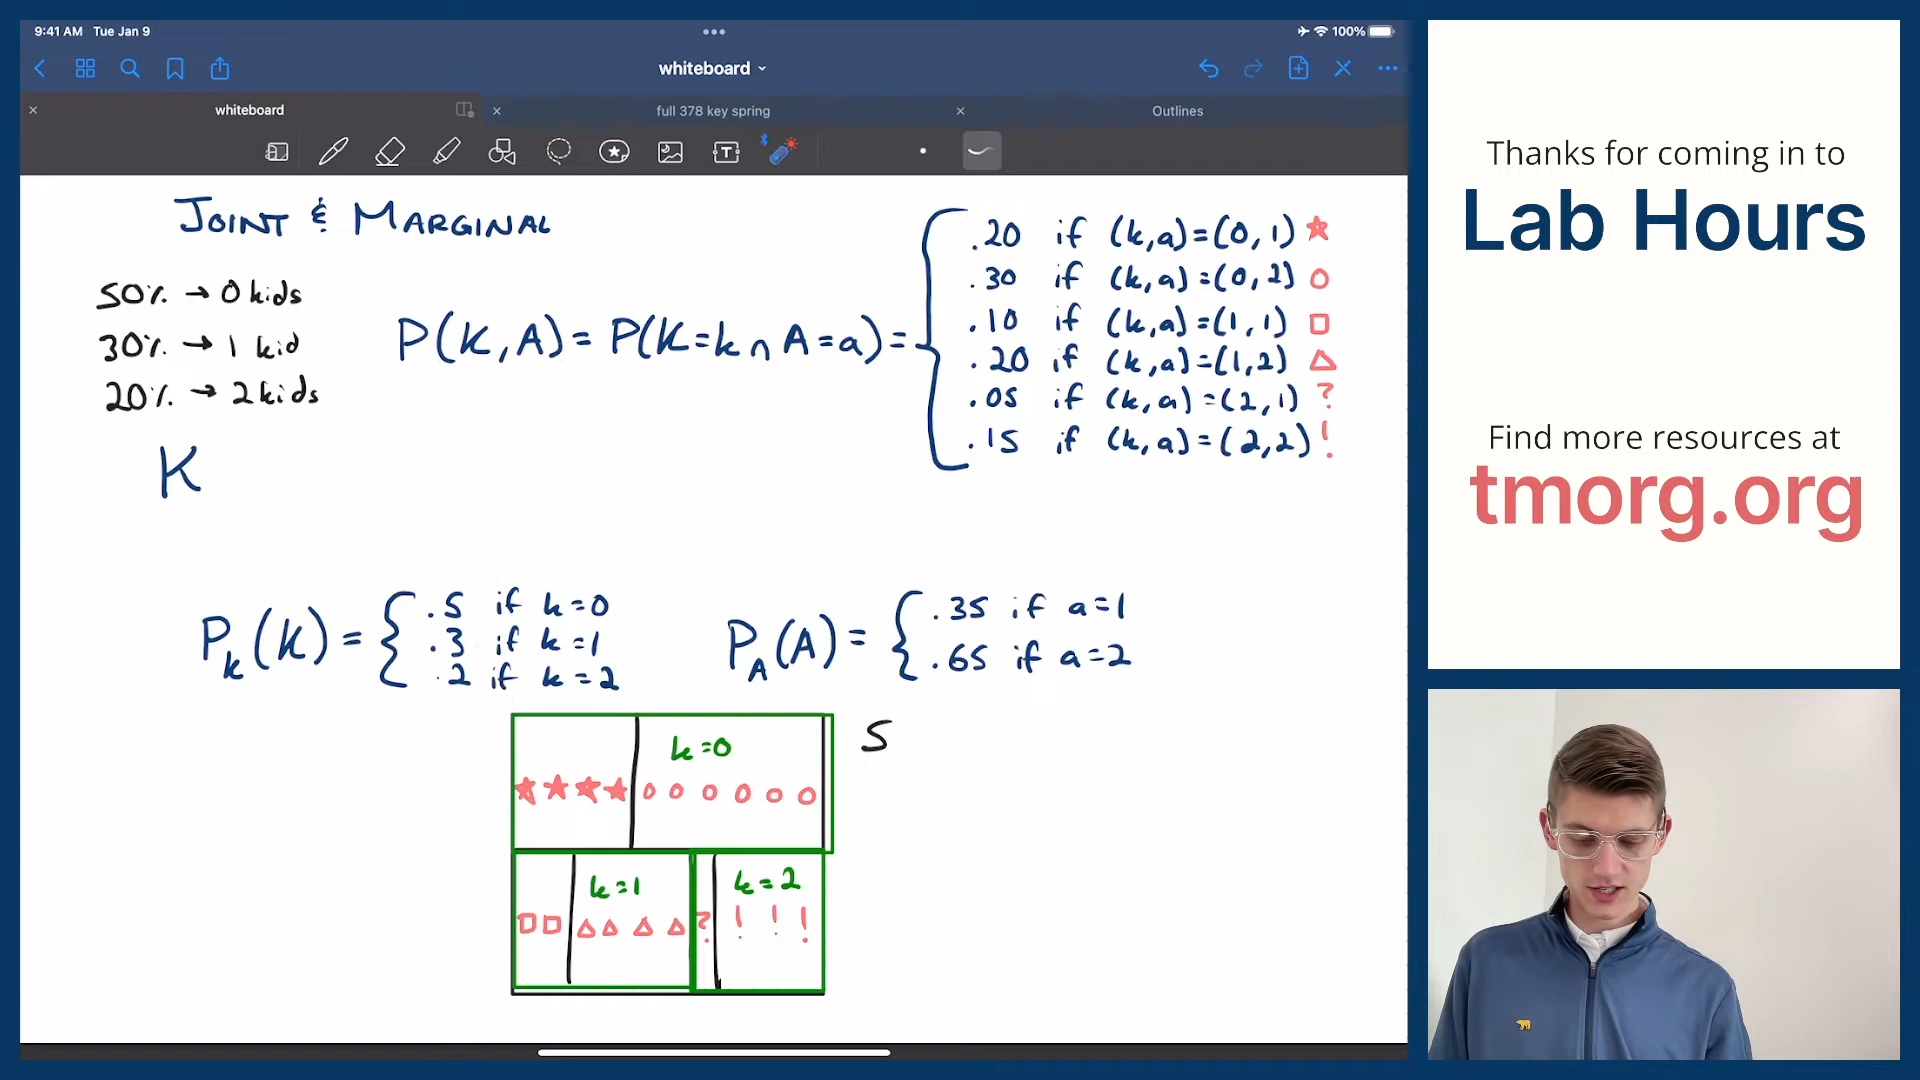 9:41 AM Tue Jan 9
100%
whiteboard
whiteboard
full 378 key spring
Outlines
T
JOINT & MARGINAL
50% → 0 kids
30% → 1 kid
20% → 2 kids
K
P(K,A) = P(K=k ∩ A=a) = {
.20 if (k,a)=(0,1) ☆
.30 if (k,a)=(0,2) ○
.10 if (k,a)=(1,1) □
.20 if (k,a)=(1,2) △
.05 if (k,a)=(2,1) ?
.15 if (k,a)=(2,2) !
P_k(K) = {
.5 if k=0
.3 if k=1
.2 if k=2
P_A(A) = {
.35 if a=1
.65 if a=2
S
k=0
☆ ☆ ☆ ☆ ○ ○ ○ ○ ○ ○
k=1
□ □ △ △ △ △
k=2
? ! ! !
Thanks for coming in to
Lab Hours
Find more resources at
tmorg.org